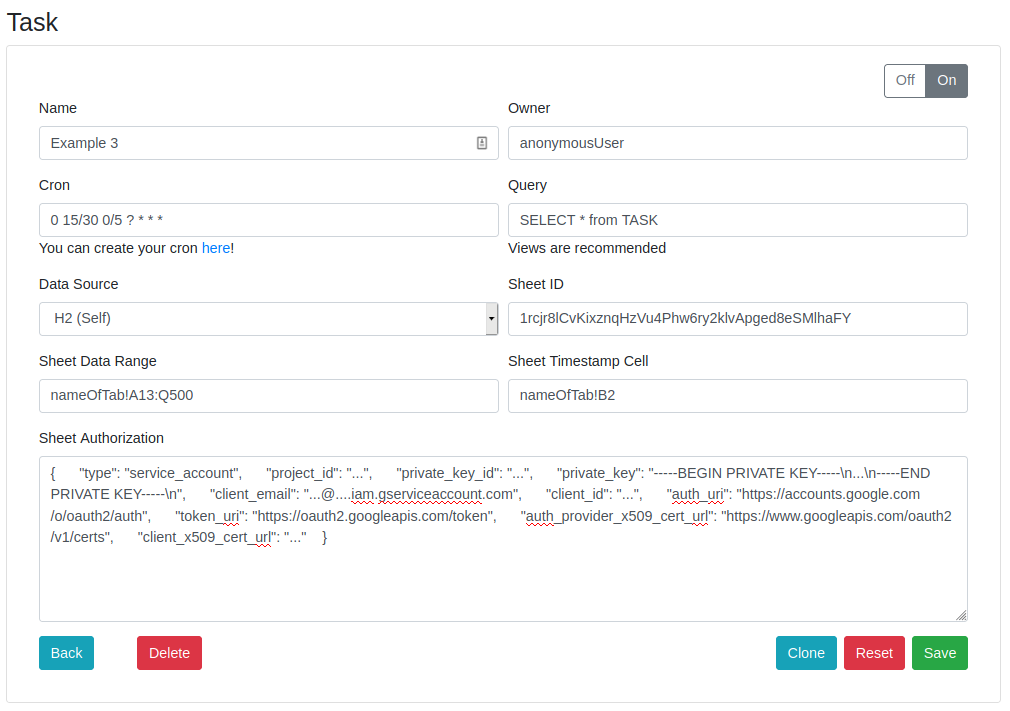 Task
Off On
Name
Owner
Example 3
anonymousUser
Cron
Query
0 15/30 0/5 ? * * *
SELECT * from TASK
You can create your cron here!
Views are recommended
Data Source
Sheet ID
H2 (Self)
1rcjr8lCvKixznqHzVu4Phw6ry2klvApged8eSMlhaFY
Sheet Data Range
Sheet Timestamp Cell
nameOfTab!A13:Q500
nameOfTab!B2
Sheet Authorization
{ "type": "service_account", "project_id": "...", "private_key_id": "...", "private_key": "-----BEGIN PRIVATE KEY-----\n...\n-----END
PRIVATE KEY-----\n", "client_email": "...@....iam.gserviceaccount.com", "client_id": "...", "auth_uri": "https://accounts.google.com
/o/oauth2/auth", "token_uri": "https://oauth2.googleapis.com/token", "auth_provider_x509_cert_url": "https://www.googleapis.com/oauth2
/v1/certs", "client_x509_cert_url": "..." }
Back Delete Clone Reset Save